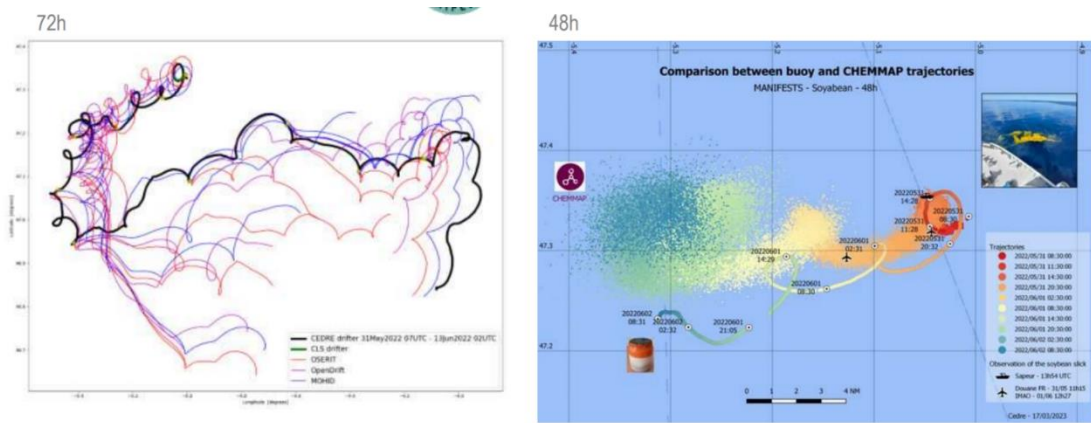 72h
CEDRE drifter 31May2022 07UTC - 13Jun2022 02UTC
CLS drifter
OSERIT
OpenDrift
MOHID
Longitude [degrees]
48h
47.5
47.4
47.3
47.2
Comparison between buoy and CHEMMAP trajectories
MANIFESTS - Soyabean - 48h
CHEMMAP
20220531
14:28
20220531
11:28
20220531
08:30
20220531
20:32
20220601
02:31
20220601
14:29
20220601
08:30
20220601
21:05
20220602
08:31
20220602
02:32
0 1 2 3 4 NM
Trajectories
2022/05/31 08:30:00
2022/05/31 11:30:00
2022/05/31 14:30:00
2022/05/31 20:30:00
2022/06/01 02:30:00
2022/06/01 08:30:00
2022/06/01 14:30:00
2022/06/01 20:30:00
2022/06/02 02:30:00
2022/06/02 08:30:00
Observation of the soybean slick
Sapeur - 13h54 UTC
Douane FR - 31/05 11h15
01/06 12h27
Cedre - 17/01/2023